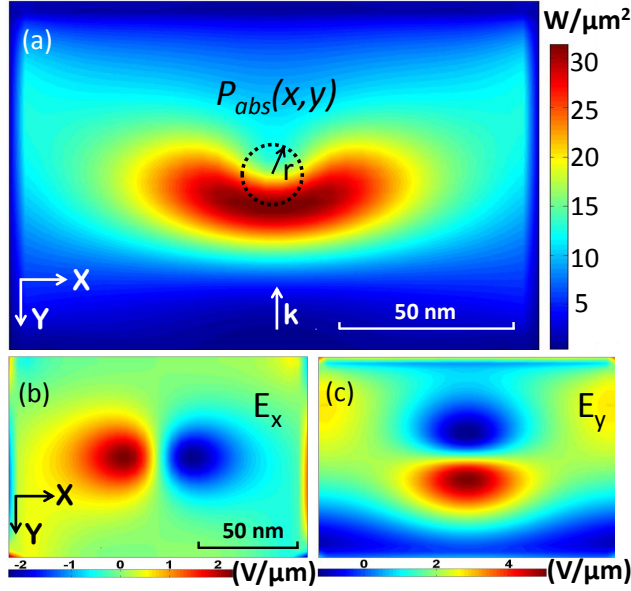 W/μm²
(a)
P_abs(x,y)
r
30
25
20
15
10
5
X
Y
k
50 nm
(b)
E_x
X
Y
50 nm
-2 -1 0 1 2 (V/μm)
(c)
E_y
0 2 4 (V/μm)